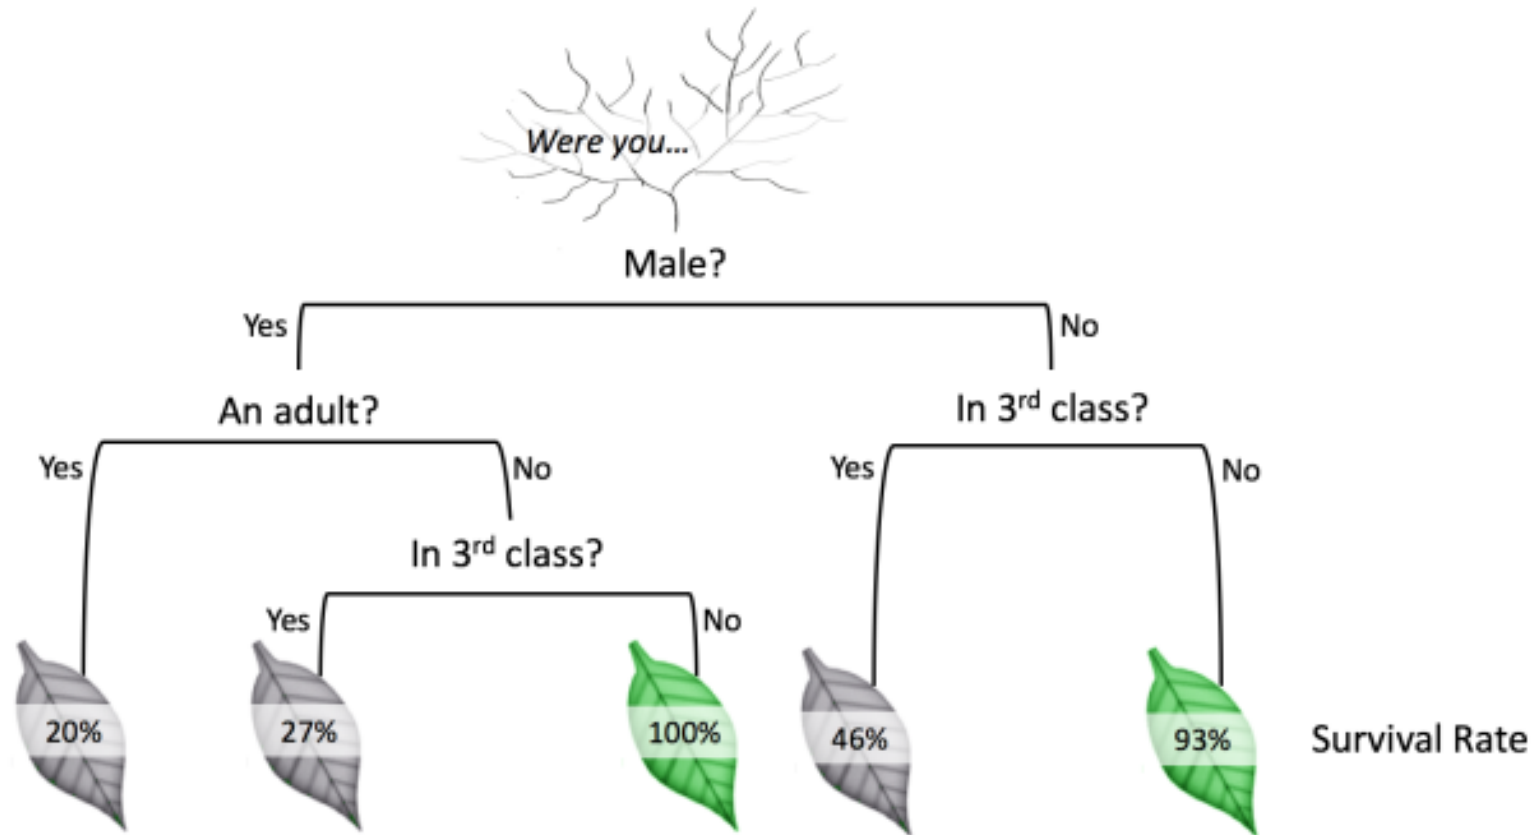 Were you...
Male?
Yes
No
An adult?
In 3rd class?
Yes
No
Yes
No
In 3rd class?
Yes
No
20%
27%
100%
46%
93%
Survival Rate